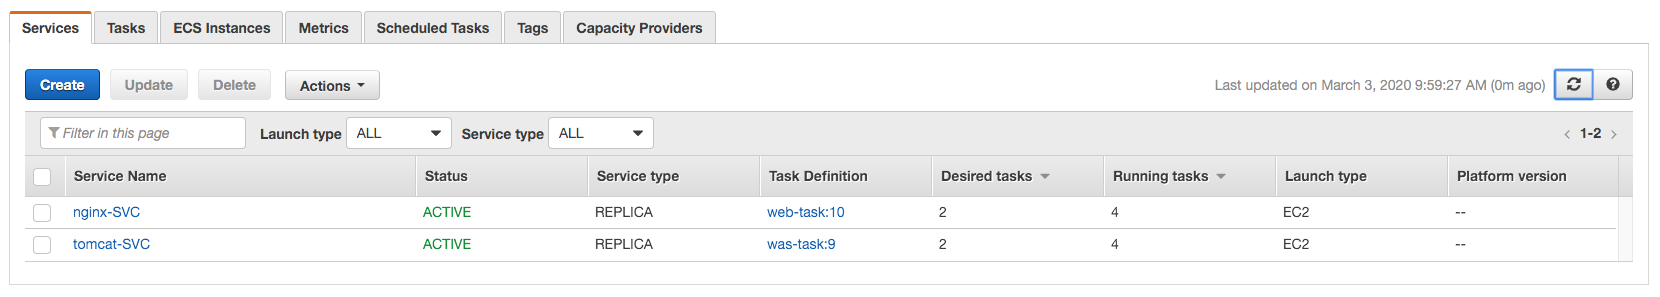 Services Tasks ECS Instances Metrics Scheduled Tasks Tags Capacity Providers
Create Update Delete Actions Last updated on March 3, 2020 9:59:27 AM (0m ago)
Filter in this page Launch type ALL Service type ALL 1-2
Service Name Status Service type Task Definition Desired tasks Running tasks Launch type Platform version
nginx-SVC ACTIVE REPLICA web-task:10 2 4 EC2 --
tomcat-SVC ACTIVE REPLICA was-task:9 2 4 EC2 --